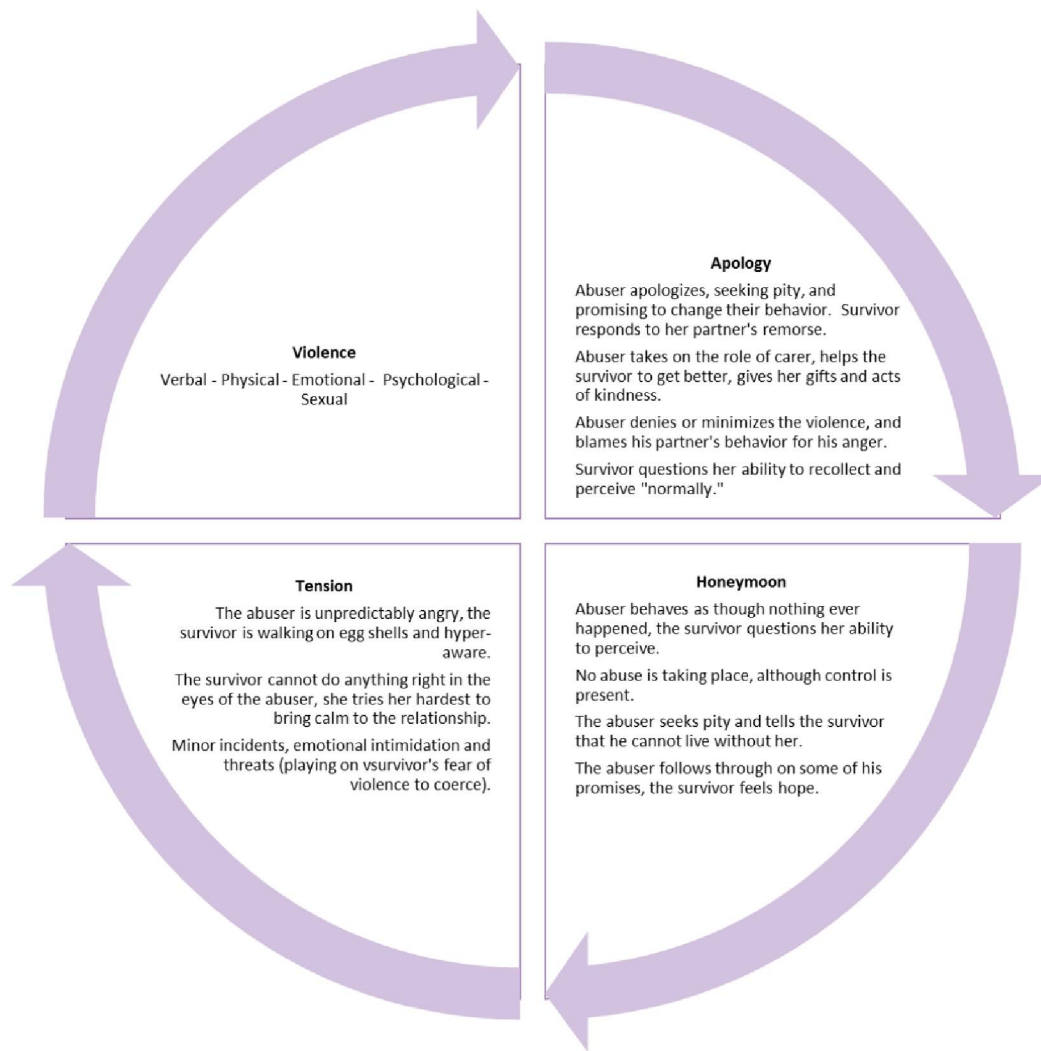 Violence
Verbal - Physical - Emotional - Psychological -
Sexual
Apology
Abuser apologizes, seeking pity, and
promising to change their behavior. Survivor
responds to her partner's remorse.
Abuser takes on the role of carer, helps the
survivor to get better, gives her gifts and acts
of kindness.
Abuser denies or minimizes the violence, and
blames his partner's behavior for his anger.
Survivor questions her ability to recollect and
perceive "normally."
Tension
The abuser is unpredictably angry, the
survivor is walking on egg shells and hyper-
aware.
The survivor cannot do anything right in the
eyes of the abuser, she tries her hardest to
bring calm to the relationship.
Minor incidents, emotional intimidation and
threats (playing on vsurvivor's fear of
violence to coerce).
Honeymoon
Abuser behaves as though nothing ever
happened, the survivor questions her ability
to perceive.
No abuse is taking place, although control is
present.
The abuser seeks pity and tells the survivor
that he cannot live without her.
The abuser follows through on some of his
promises, the survivor feels hope.